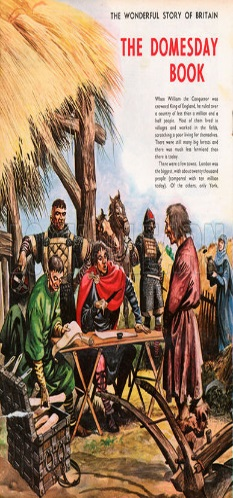 THE WONDERFUL STORY OF BRITAIN
THE DOMESDAY
BOOK
When William the Conqueror was
crowned King of England, he ruled over
a country of less than a million and a
half people. Most of them lived in
villages and worked in the fields,
scratching a poor living for themselves.
There were still many big forests and
there was much less farmland than
there is today.
There were a few towns. London was
the biggest, with about twenty-thousand
people (compared with ten million
today). Of the others, only York,